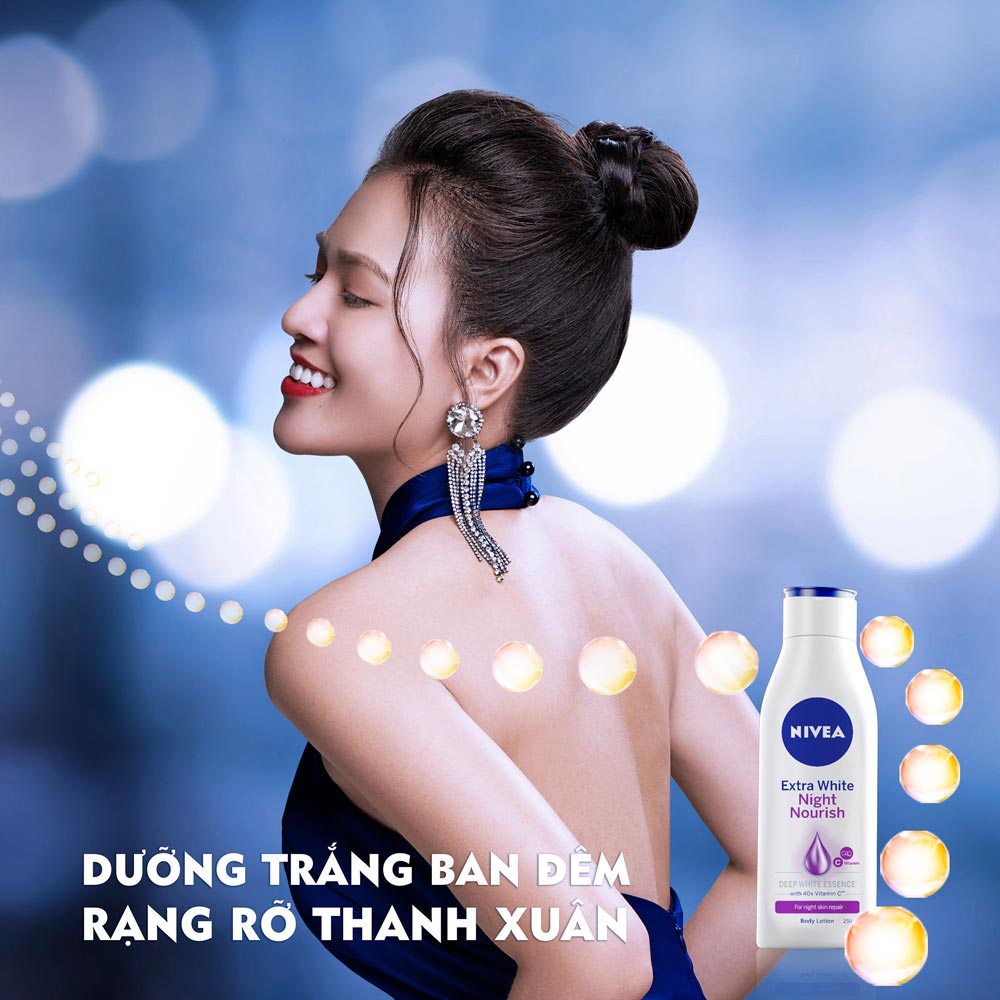 NIVEA
Extra White
Night
Nourish
C Vitamin
DEEP WHITE ESSENCE
with 40x Vitamin C
For night skin repair
Body Lotion 250
DƯỠNG TRẮNG BAN ĐÊM
RẠNG RỠ THANH XUÂN